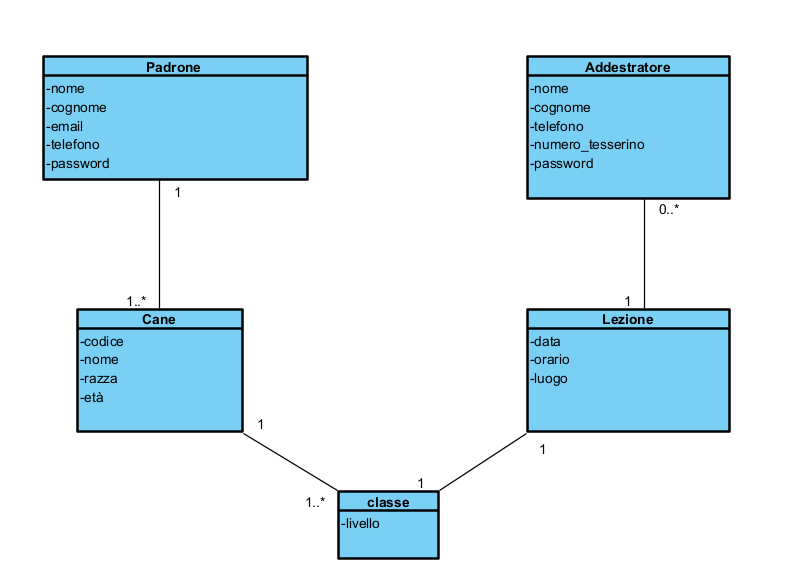 Padrone
-nome
-cognome
-email
-telefono
-password
1
1..*
Addestratore
-nome
-cognome
-telefono
-numero_tesserino
-password
0..*
1
Cane
-codice
-nome
-razza
-età
1
1..*
Lezione
-data
-orario
-luogo
1
1
classe
-livello